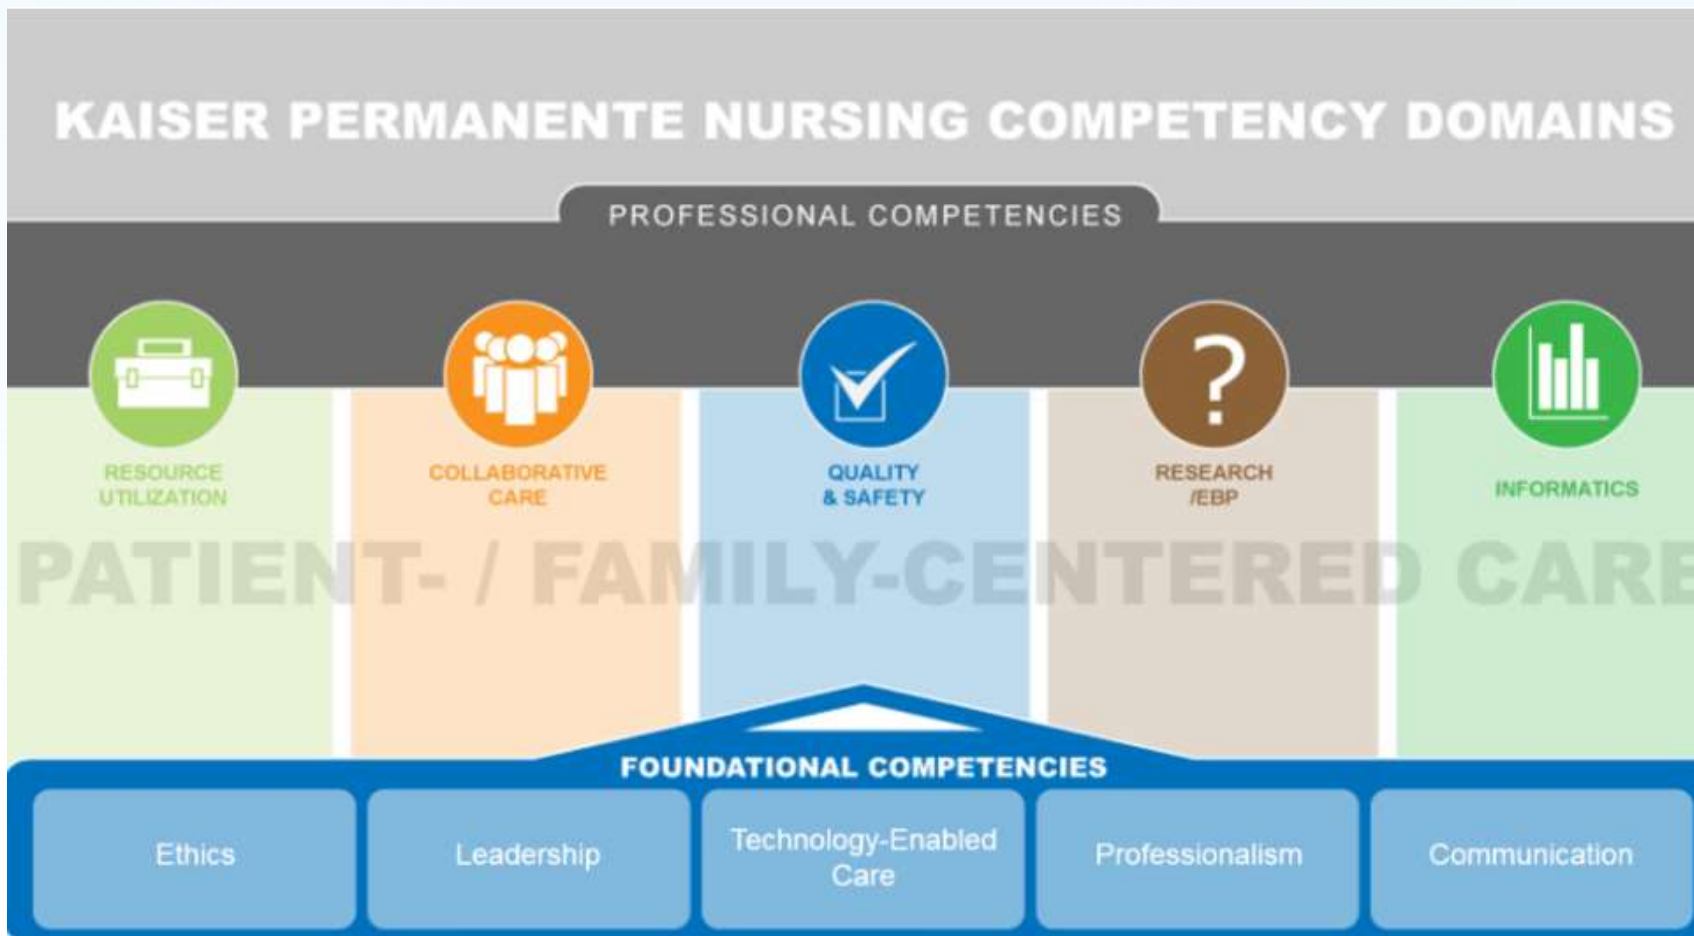 KAISER PERMANENTE NURSING COMPETENCY DOMAINS
PROFESSIONAL COMPETENCIES
RESOURCE
UTILIZATION
COLLABORATIVE
CARE
QUALITY
& SAFETY
RESEARCH
/EBP
INFORMATICS
PATIENT- / FAMILY-CENTERED CARE
FOUNDATIONAL COMPETENCIES
Ethics
Leadership
Technology-Enabled
Care
Professionalism
Communication